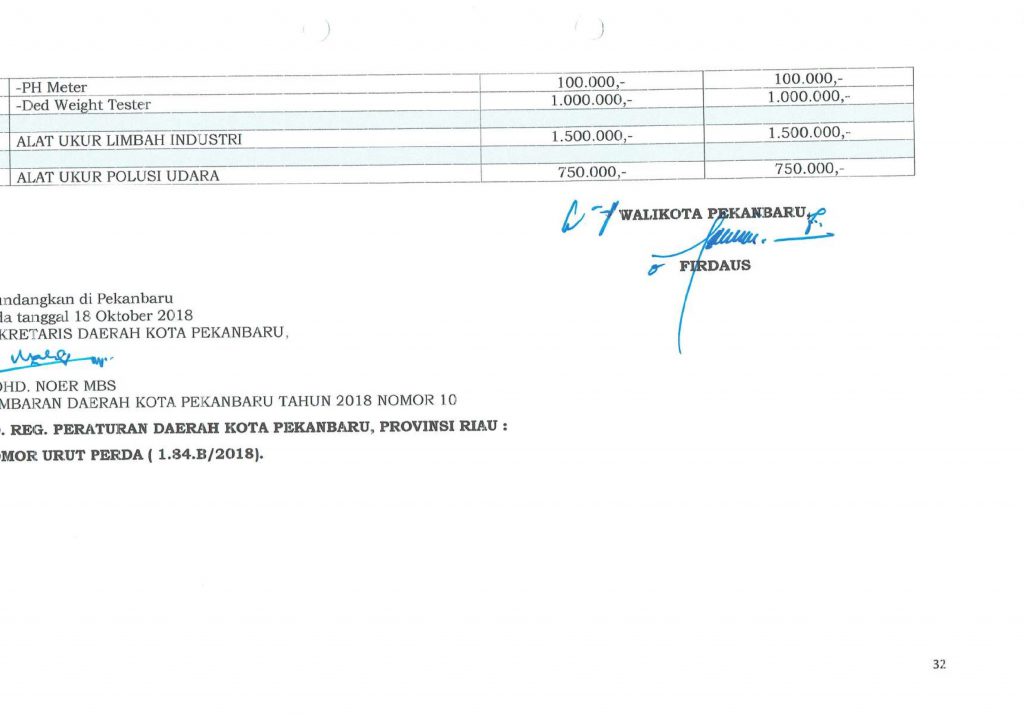 -PH Meter 100.000,- 100.000,-
-Ded Weight Tester 1.000.000,- 1.000.000,-
ALAT UKUR LIMBAH INDUSTRI 1.500.000,- 1.500.000,-
ALAT UKUR POLUSI UDARA 750.000,- 750.000,-
WALIKOTA PEKANBARU,
FIRDAUS
undangkan di Pekanbaru
da tanggal 18 Oktober 2018
KRETARIS DAERAH KOTA PEKANBARU,
OHD. NOER MBS
MBARAN DAERAH KOTA PEKANBARU TAHUN 2018 NOMOR 10
. REG. PERATURAN DAERAH KOTA PEKANBARU, PROVINSI RIAU :
OMOR URUT PERDA ( 1.84.B/2018).
32